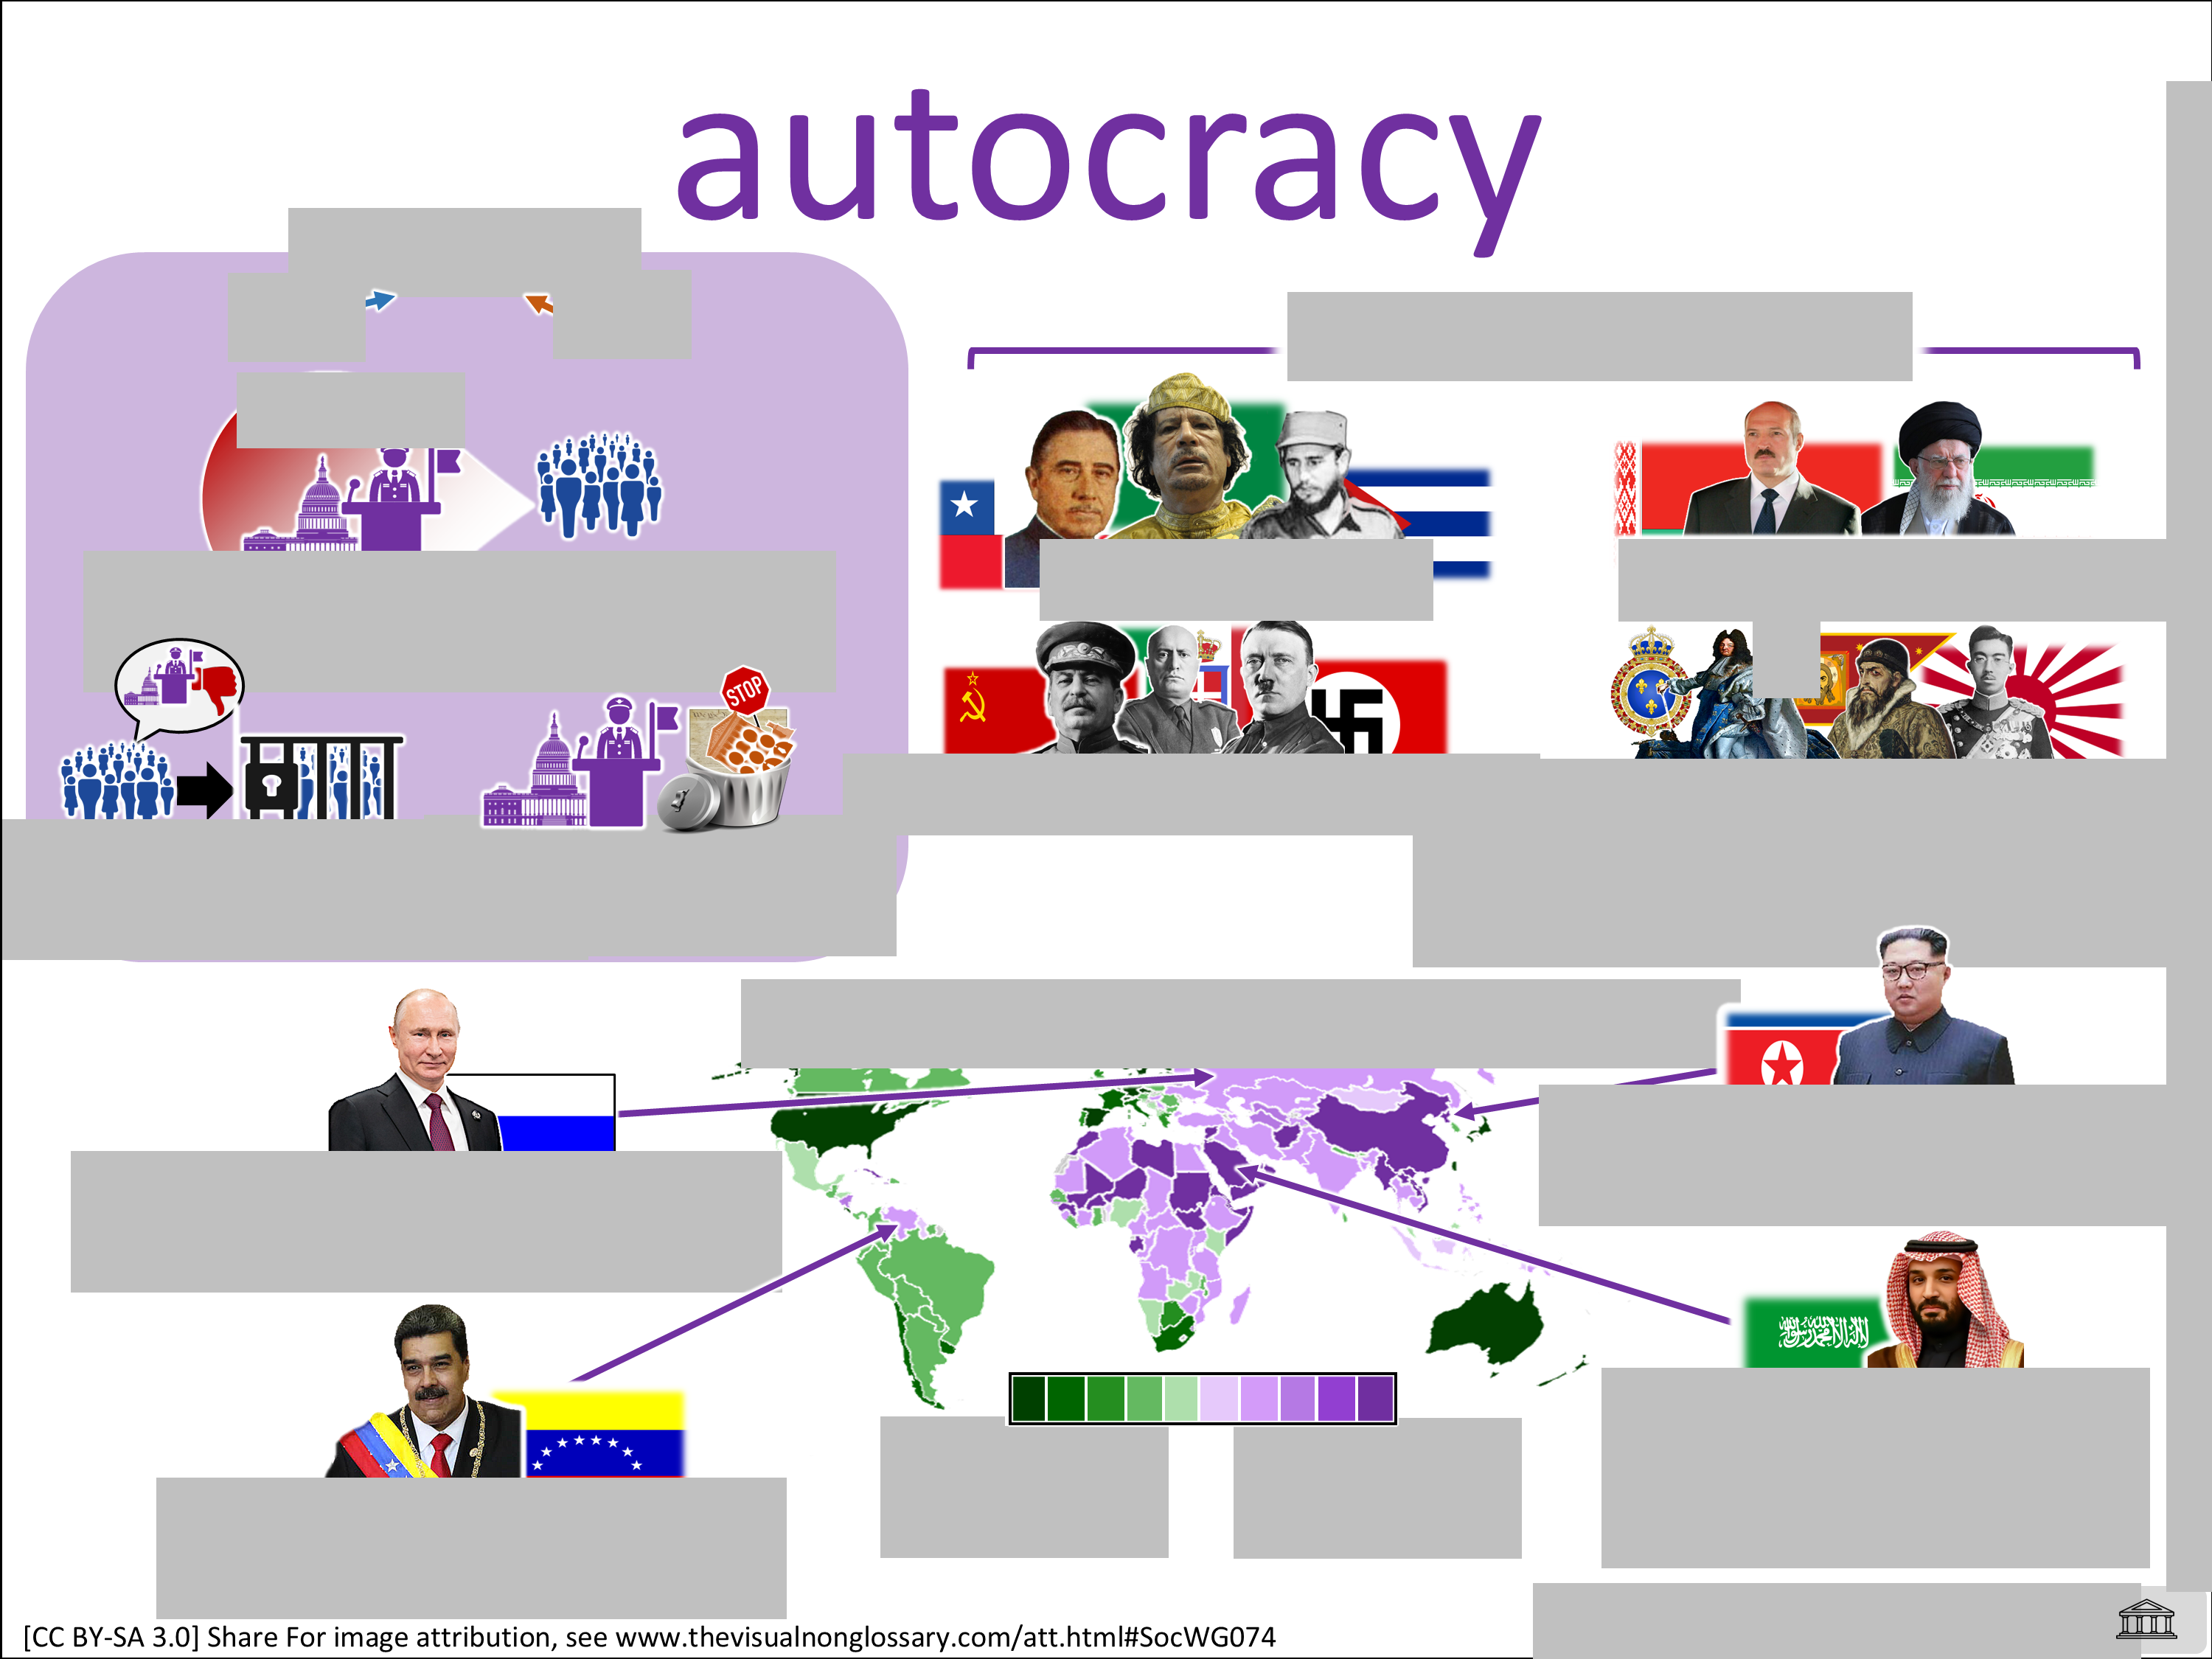 autocracy
STOP
[CC BY-SA 3.0] Share For image attribution, see www.thevisualnonglossary.com/att.html#SocWG074